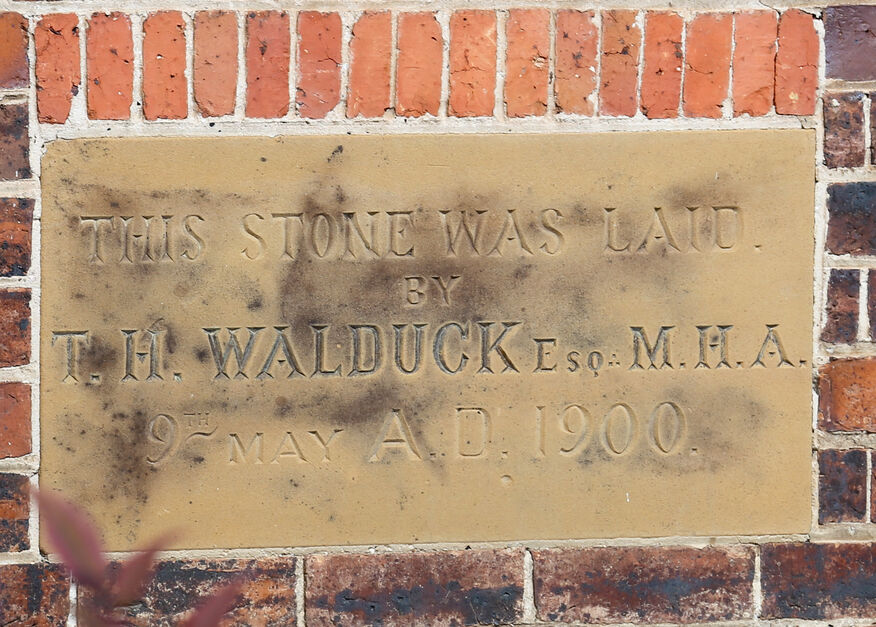 THIS STONE WAS LAID.
BY
T. H. WALDUCK Esq. M.H.A.
9TH MAY A.D. 1900.